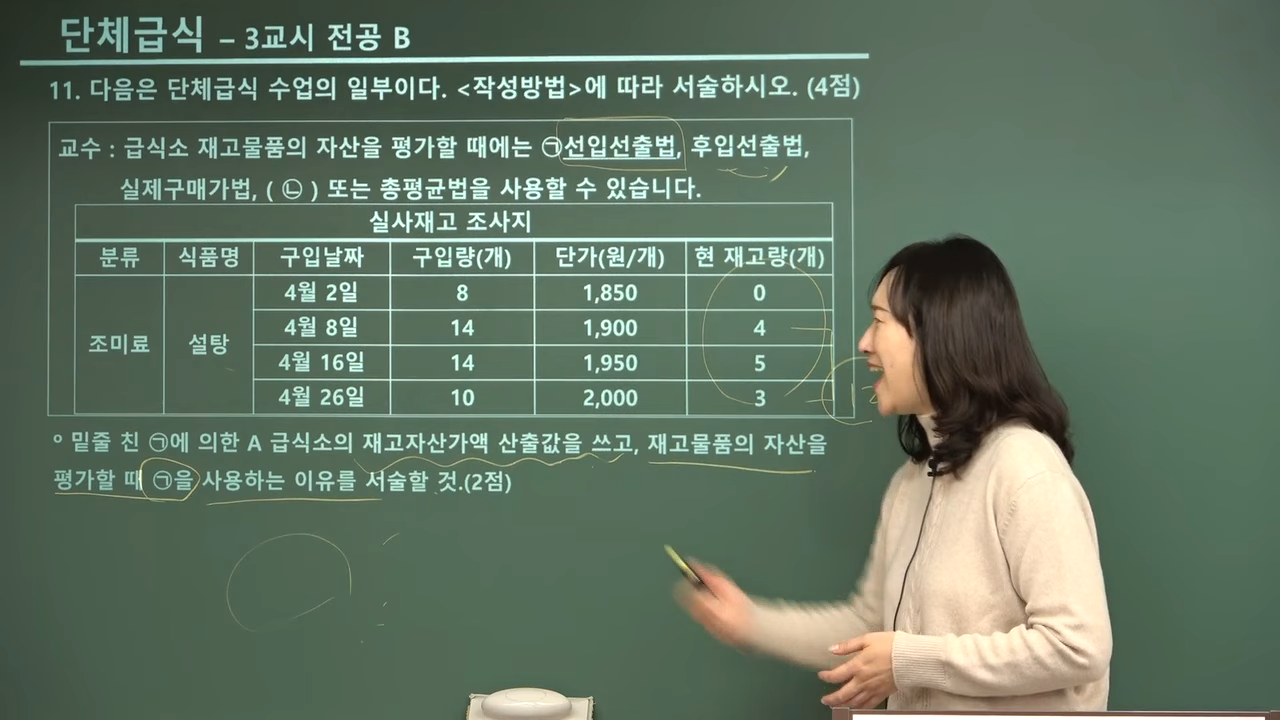 단체급식 – 3교시 전공 B
11. 다음은 단체급식 수업의 일부이다. <작성방법>에 따라 서술하시오. (4점)
교수 : 급식소 재고물품의 자산을 평가할 때에는 ㉠선입선출법, 후입선출법,
실제구매가법, ( ㉡ ) 또는 총평균법을 사용할 수 있습니다.
실사재고 조사지
분류 식품명 구입날짜 구입량(개) 단가(원/개) 현 재고량(개)
4월 2일 8 1,850 0
4월 8일 14 1,900 4
조미료 설탕
4월 16일 14 1,950 5
4월 26일 10 2,000 3
º 밑줄 친 ㉠에 의한 A 급식소의 재고자산가액 산출값을 쓰고, 재고물품의 자산을
평가할 때 ㉠을 사용하는 이유를 서술할 것.(2점)